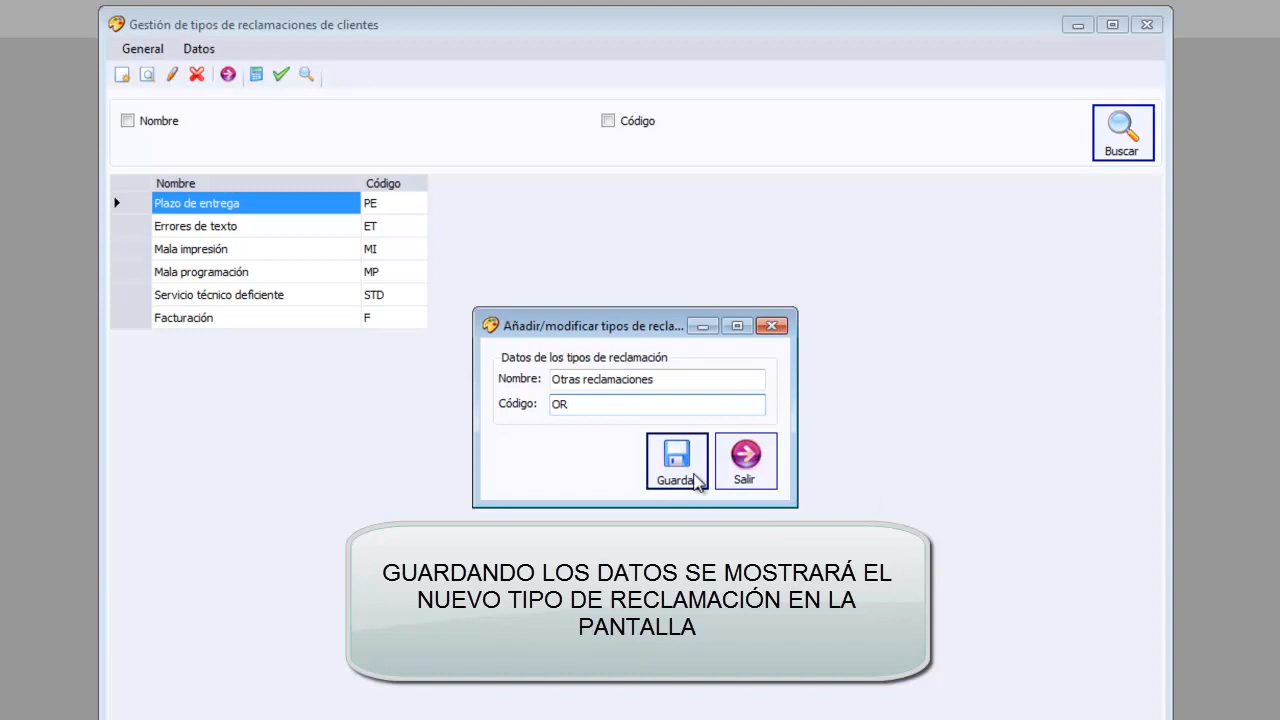 Gestión de tipos de reclamaciones de clientes
General Datos
Nombre Código
Buscar
Nombre Código
Plazo de entrega PE
Errores de texto ET
Mala impresión MI
Mala programación MP
Servicio técnico deficiente STD
Facturación F
Añadir/modificar tipos de recla...
Datos de los tipos de reclamación
Nombre: Otras reclamaciones
Código: OR
Guarda Salir
GUARDANDO LOS DATOS SE MOSTRARÁ EL
NUEVO TIPO DE RECLAMACIÓN EN LA
PANTALLA